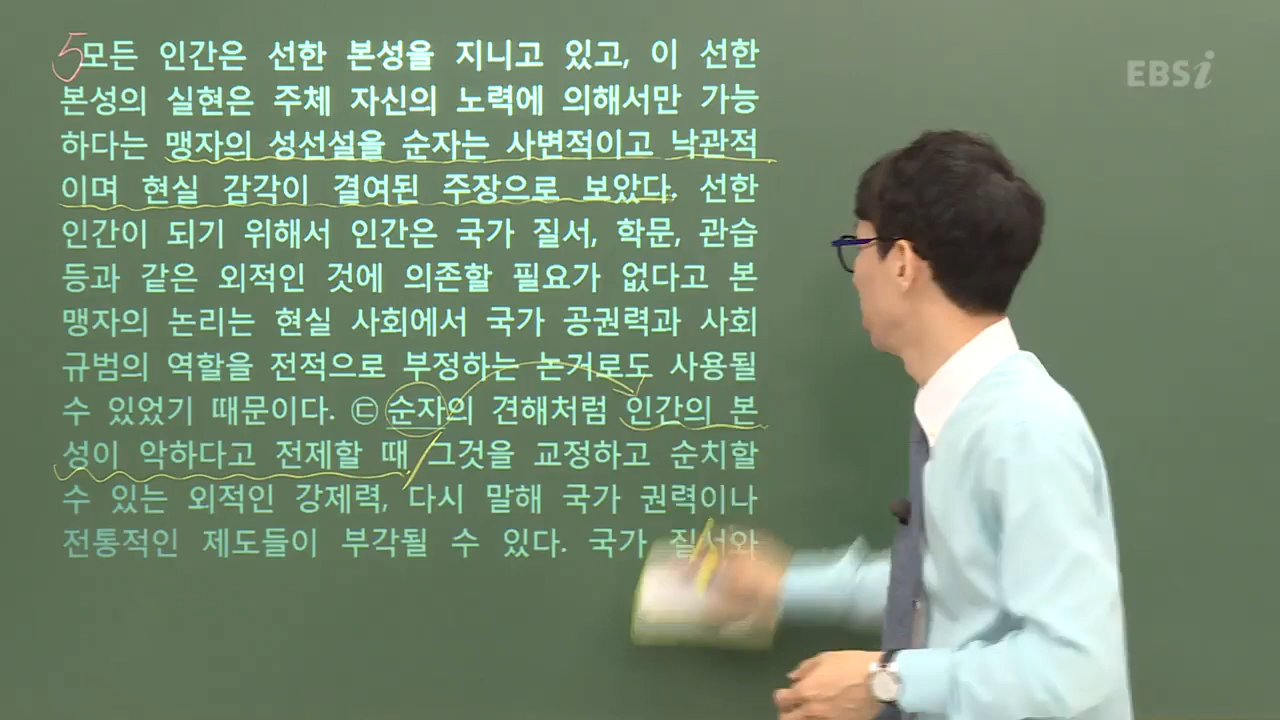 5 모든 인간은 선한 본성을 지니고 있고, 이 선한
본성의 실현은 주체 자신의 노력에 의해서만 가능
하다는 맹자의 성선설을 순자는 사변적이고 낙관적
이며 현실 감각이 결여된 주장으로 보았다. 선한
인간이 되기 위해서 인간은 국가 질서, 학문, 관습
등과 같은 외적인 것에 의존할 필요가 없다고 본
맹자의 논리는 현실 사회에서 국가 공권력과 사회
규범의 역할을 전적으로 부정하는 논거로도 사용될
수 있었기 때문이다. ㉢ 순자의 견해처럼 인간의 본
성이 악하다고 전제할 때 그것을 교정하고 순치할
수 있는 외적인 강제력, 다시 말해 국가 권력이나
전통적인 제도들이 부각될 수 있다. 국가 질서와
EBSi